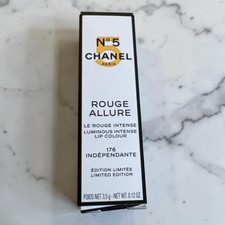 N°5
CHANEL
PARIS
ROUGE
ALLURE
LE ROUGE INTENSE
LUMINOUS INTENSE
LIP COLOUR
176
INDÉPENDANTE
ÉDITION LIMITÉE
LIMITED EDITION
POIDS NET 3.5 g - NET WT. 0.12 OZ.